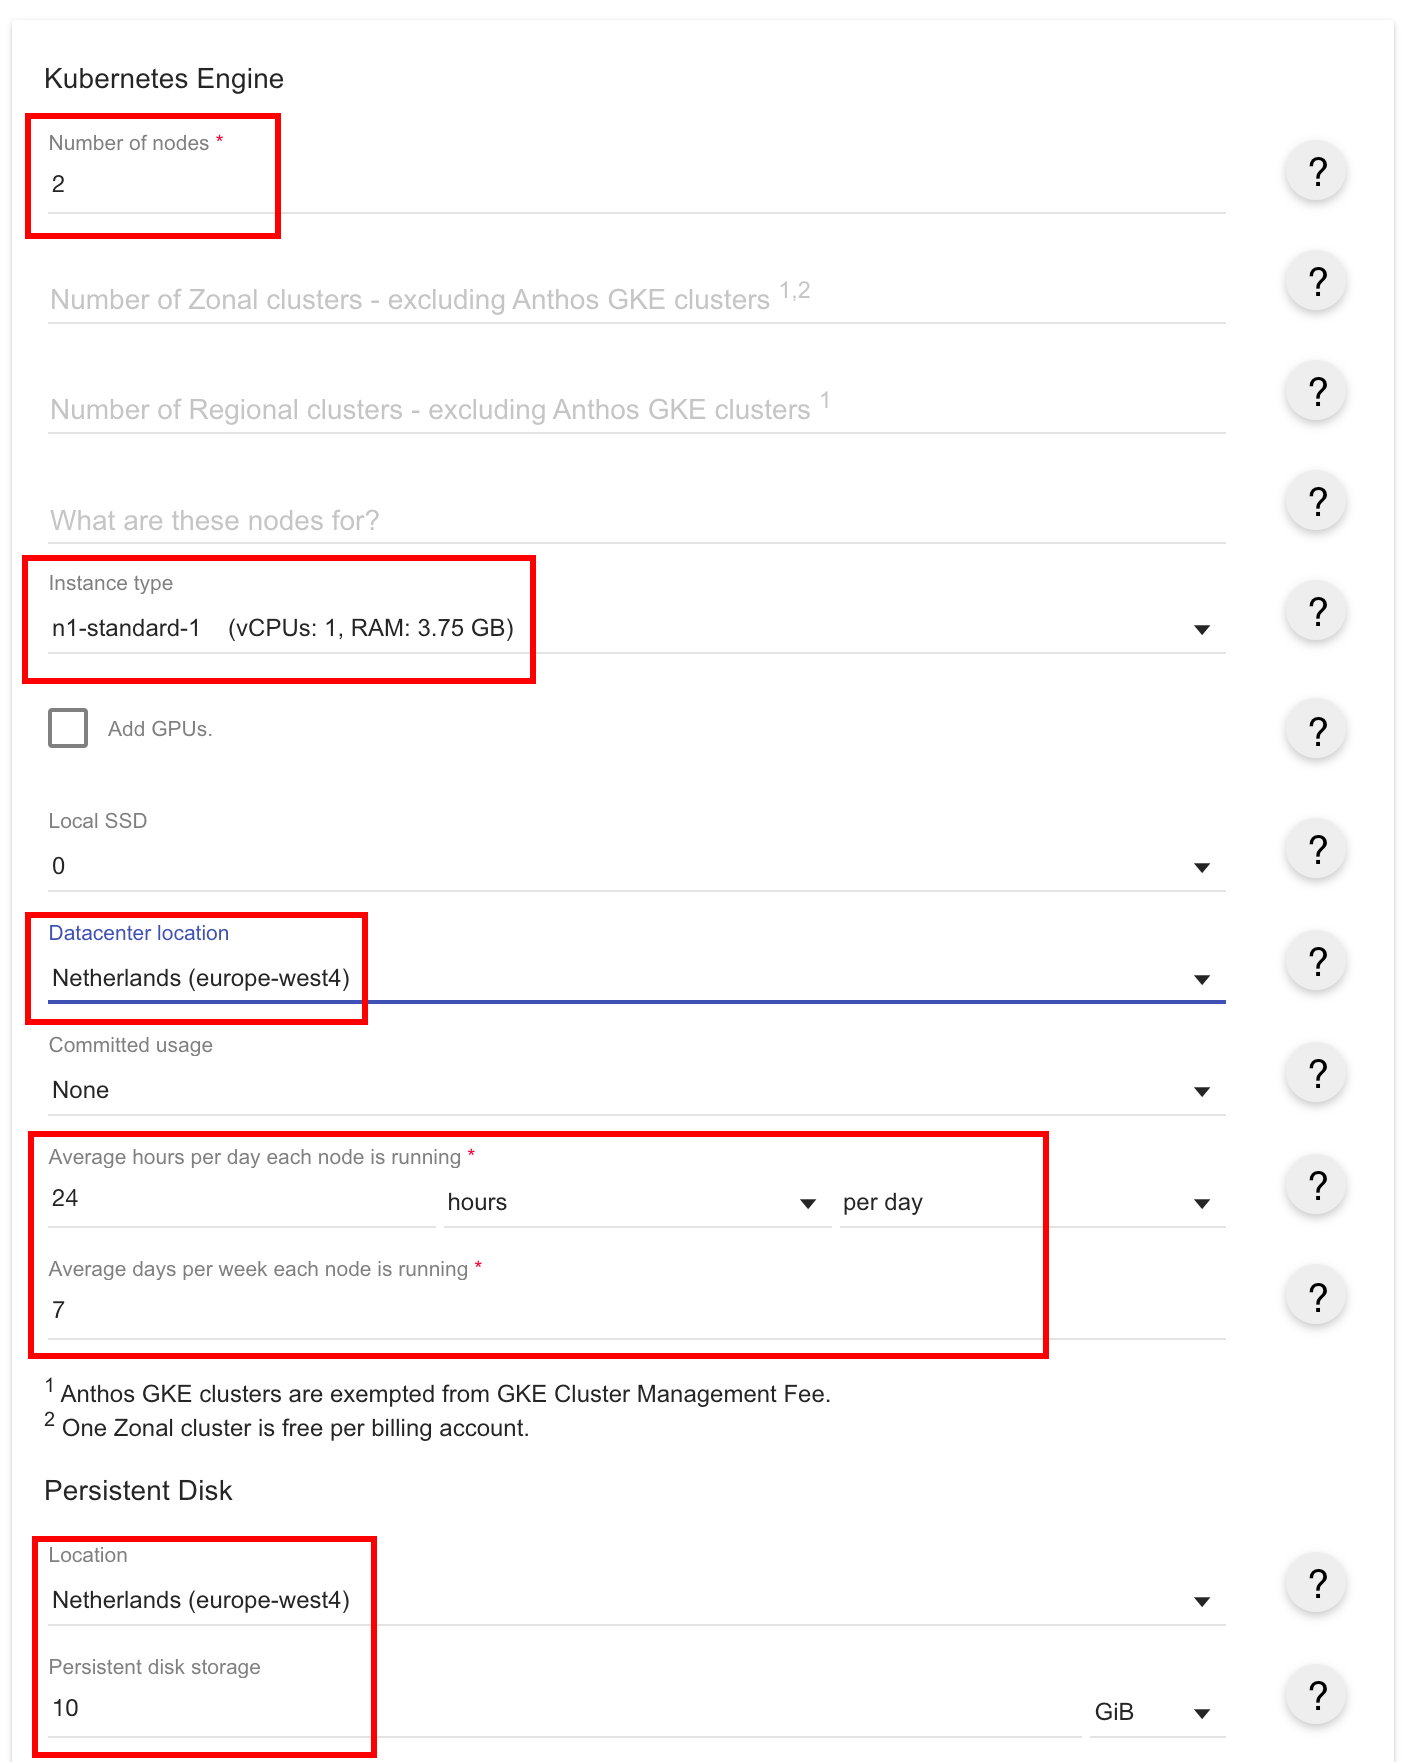 Kubernetes Engine
Number of nodes *
2
?
Number of Zonal clusters - excluding Anthos GKE clusters 1,2
?
Number of Regional clusters - excluding Anthos GKE clusters 1
?
What are these nodes for?
?
Instance type
n1-standard-1 (vCPUs: 1, RAM: 3.75 GB)
?
Add GPUs.
?
Local SSD
0
?
Datacenter location
Netherlands (europe-west4)
?
Committed usage
None
?
Average hours per day each node is running *
24 hours per day
?
Average days per week each node is running *
7
?
1 Anthos GKE clusters are exempted from GKE Cluster Management Fee.
2 One Zonal cluster is free per billing account.
Persistent Disk
Location
Netherlands (europe-west4)
?
Persistent disk storage
10 GiB
?